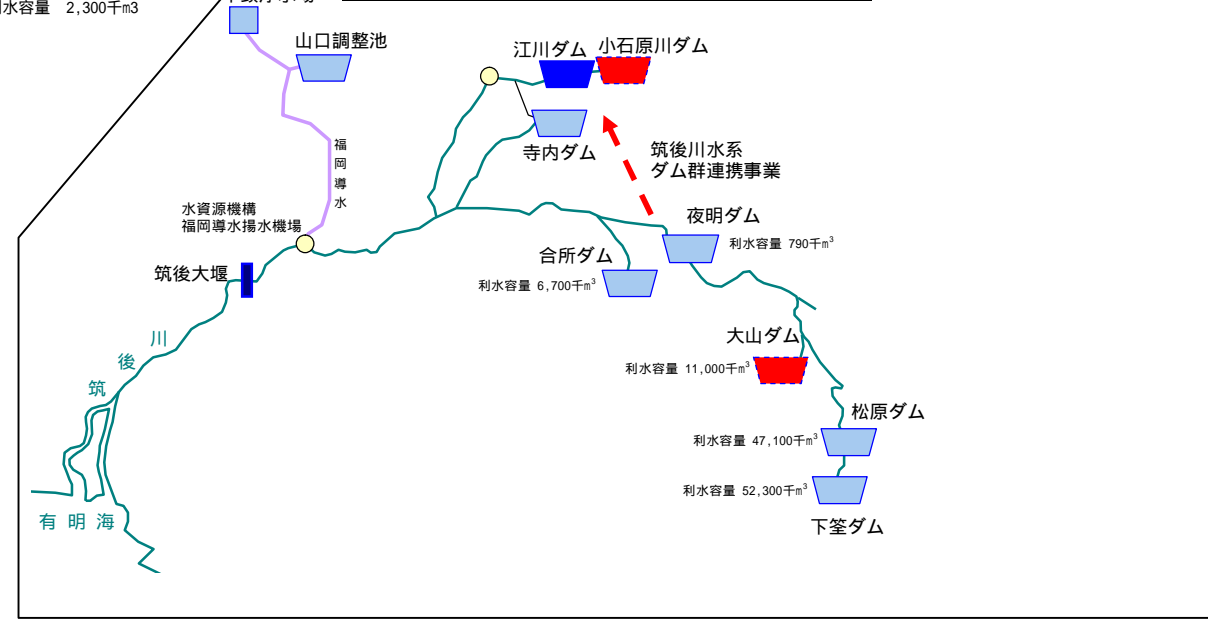 水容量 2,300千m3
山口調整池
江川ダム
小石原川ダム
寺内ダム
福岡導水
筑後川水系
ダム群連携事業
水資源機構
福岡導水揚水機場
夜明ダム
利水容量 790千m³
合所ダム
利水容量 6,700千m³
筑後大堰
大山ダム
利水容量 11,000千m³
筑後川
松原ダム
利水容量 47,100千m³
利水容量 52,300千m³
下筌ダム
有明海